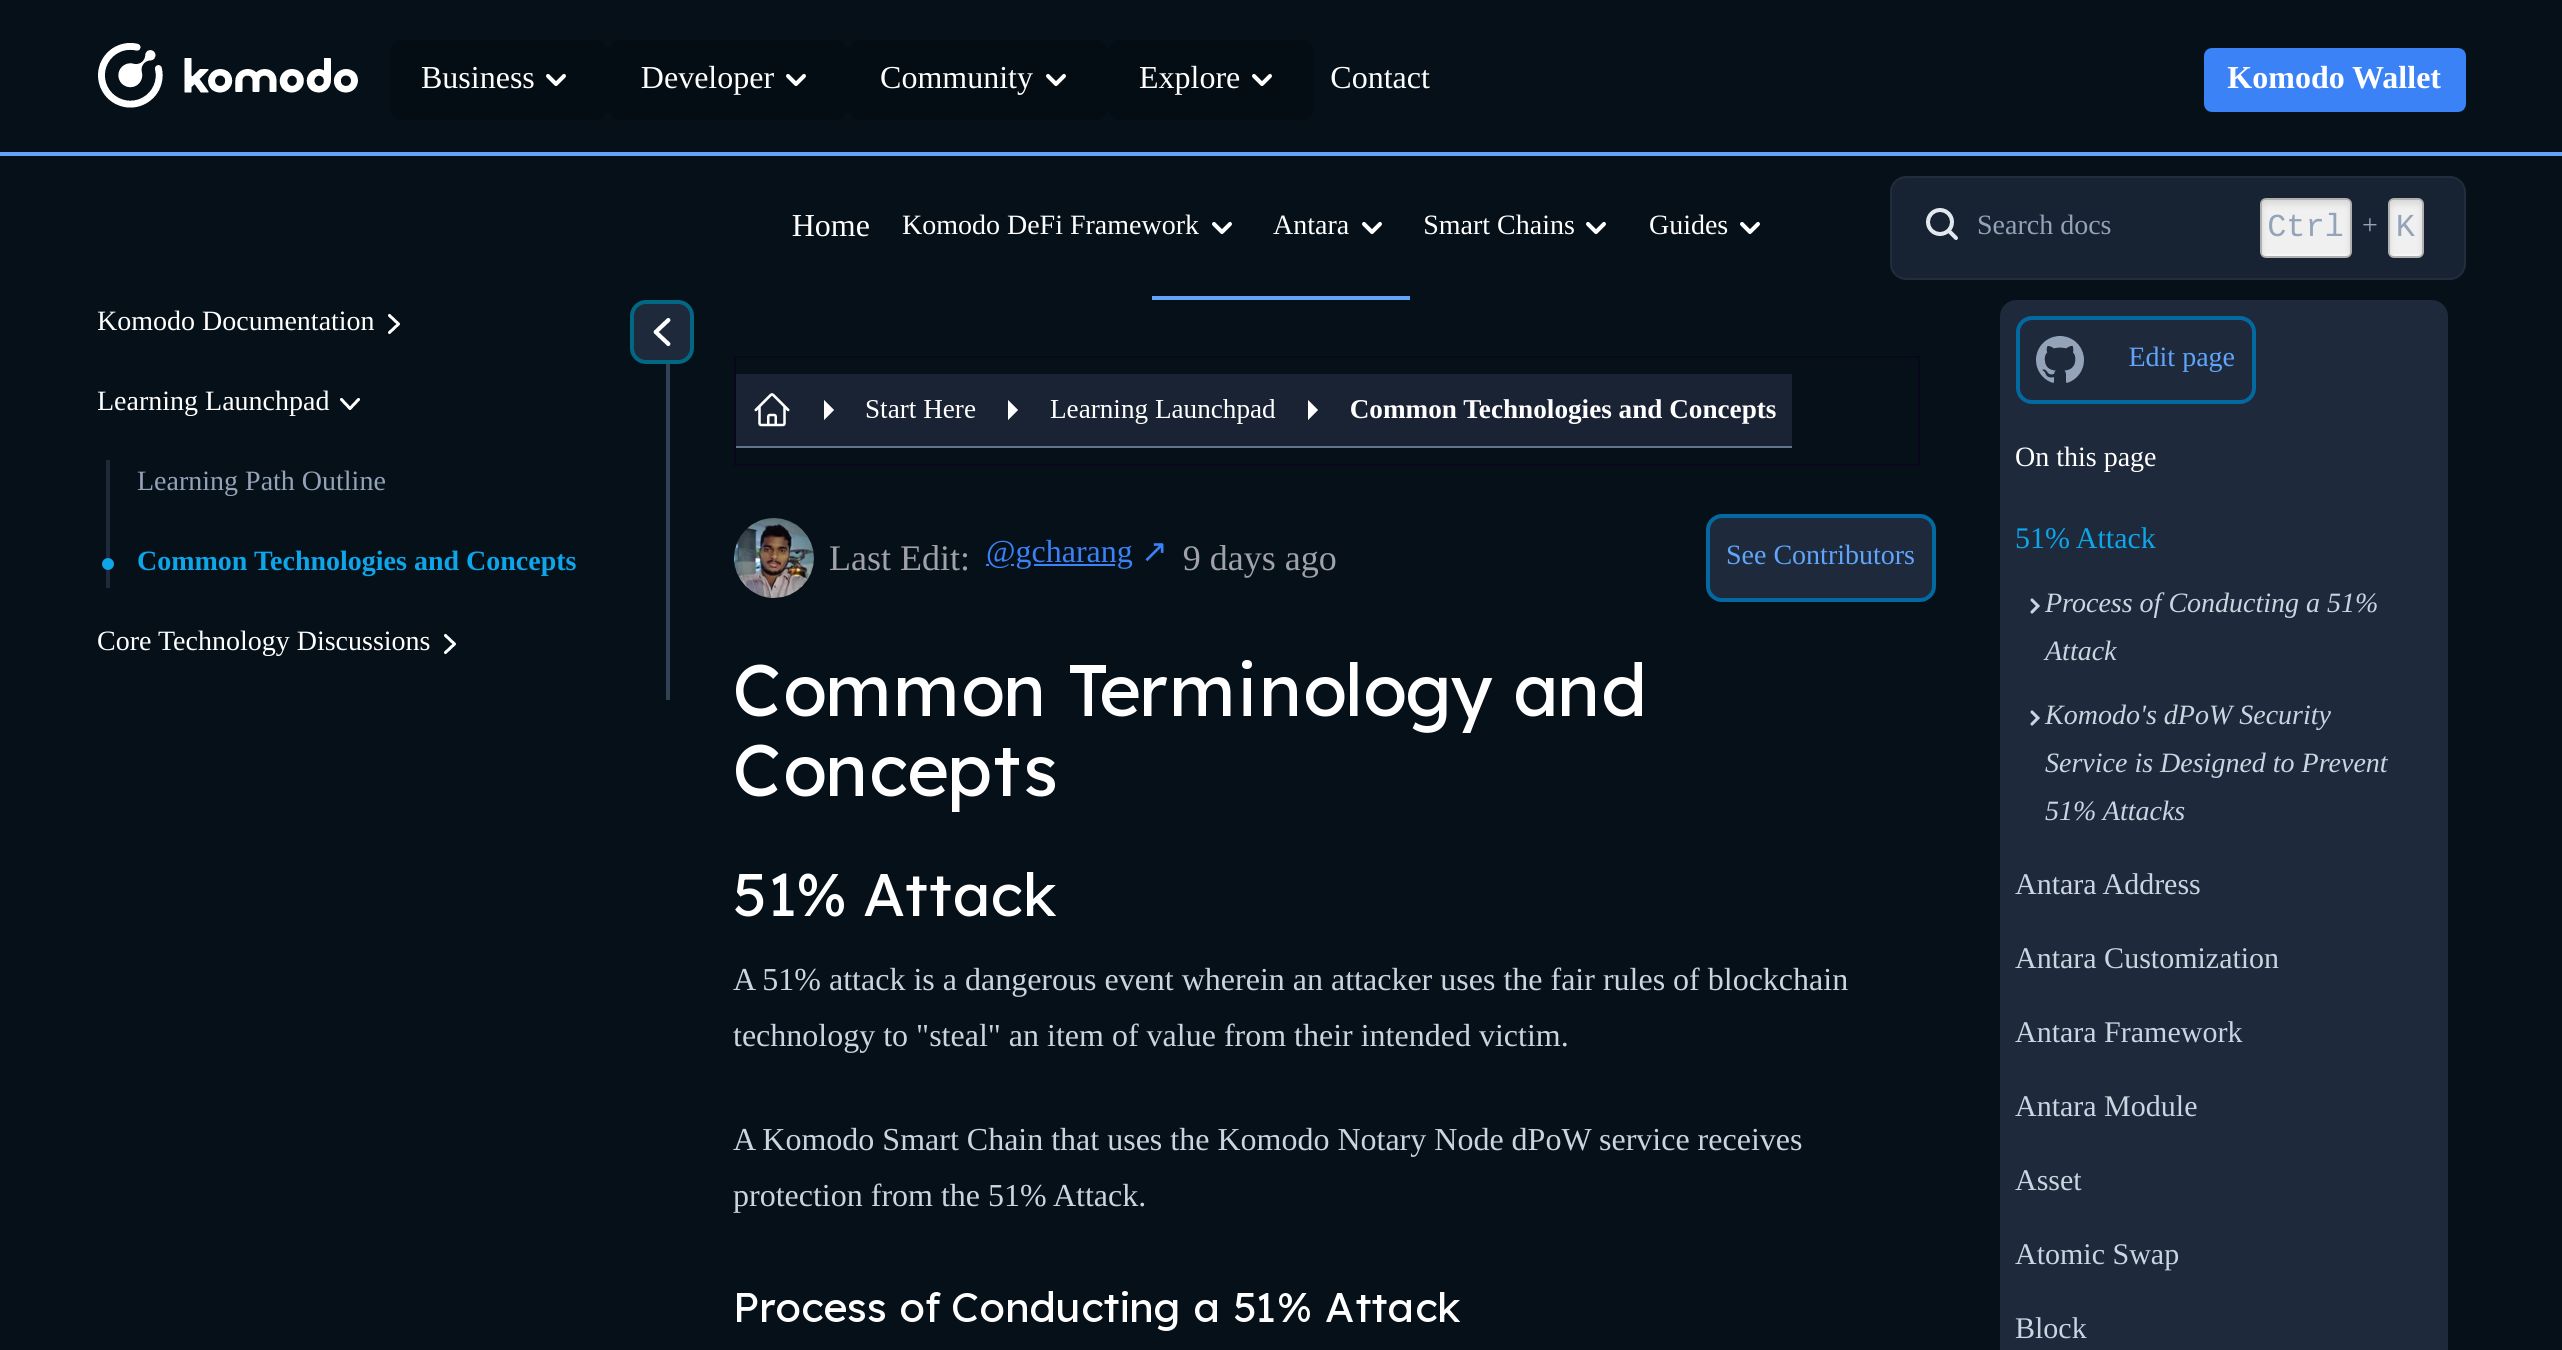 komodo Business Developer Community Explore Contact Komodo Wallet
Home Komodo DeFi Framework Antara Smart Chains Guides Search docs Ctrl + K
Komodo Documentation
Learning Launchpad
Learning Path Outline
Common Technologies and Concepts
Core Technology Discussions
Start Here Learning Launchpad Common Technologies and Concepts
Last Edit: @gcharang ↗ 9 days ago See Contributors
Common Terminology and
Concepts
51% Attack
A 51% attack is a dangerous event wherein an attacker uses the fair rules of blockchain
technology to "steal" an item of value from their intended victim.
A Komodo Smart Chain that uses the Komodo Notary Node dPoW service receives
protection from the 51% Attack.
Process of Conducting a 51% Attack
Edit page
On this page
51% Attack
Process of Conducting a 51%
Attack
Komodo's dPoW Security
Service is Designed to Prevent
51% Attacks
Antara Address
Antara Customization
Antara Framework
Antara Module
Asset
Atomic Swap
Block